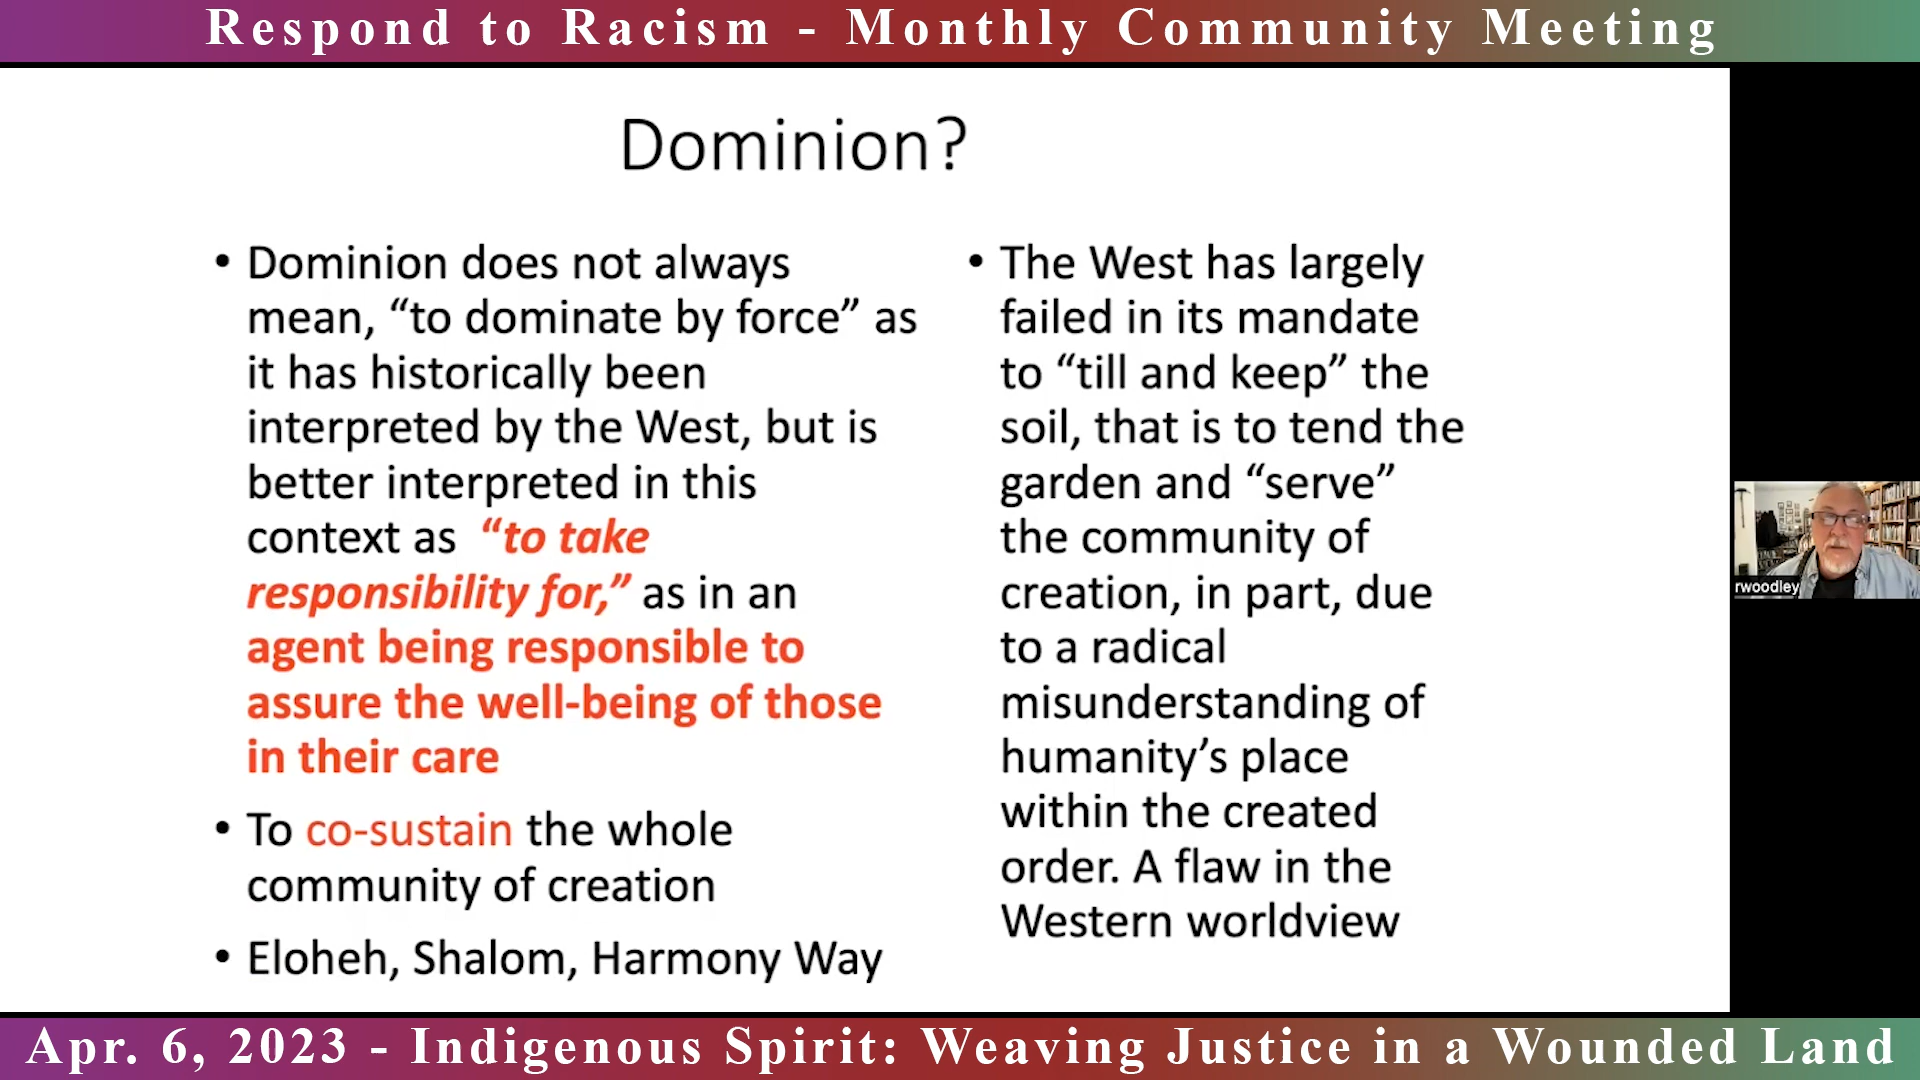 Respond to Racism - Monthly Community Meeting
Dominion?
• Dominion does not always
mean, “to dominate by force” as
it has historically been
interpreted by the West, but is
better interpreted in this
context as “to take
responsibility for,” as in an
agent being responsible to
assure the well-being of those
in their care
• To co-sustain the whole
community of creation
• Eloheh, Shalom, Harmony Way
• The West has largely
failed in its mandate
to “till and keep” the
soil, that is to tend the
garden and “serve”
the community of
creation, in part, due
to a radical
misunderstanding of
humanity’s place
within the created
order. A flaw in the
Western worldview
rwoodley
Apr. 6, 2023 - Indigenous Spirit: Weaving Justice in a Wounded Land